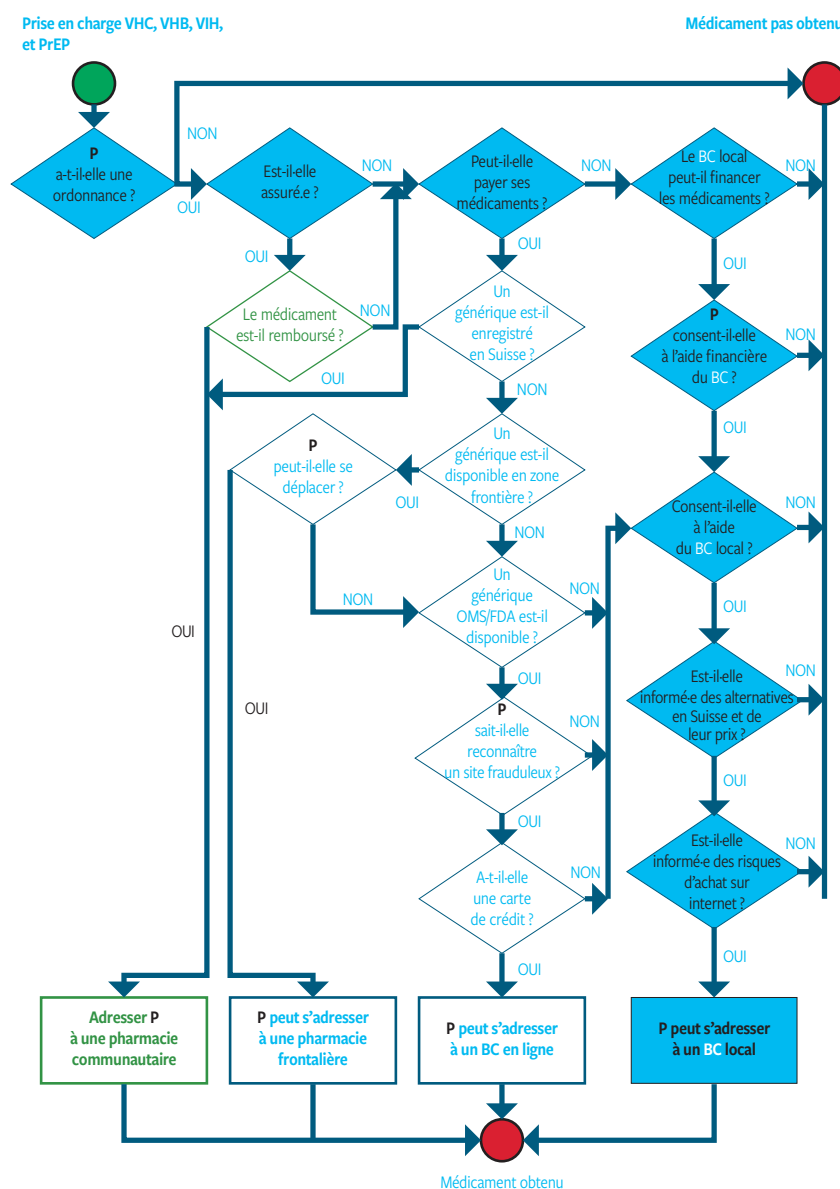 Prise en charge VHC, VHB, VIH,
et PrEP
Médicament pas obtenu
NON
P
a-t-il·elle une
ordonnance ?
OUI
Est-il·elle
assuré.e ?
NON
Peut-il·elle
payer ses
médicaments ?
NON
Le BC local
peut-il financer
les médicaments ?
NON
OUI
OUI
OUI
Le médicament
est-il remboursé ?
NON
Un
générique est-il
enregistré
en Suisse ?
P
consent-il·elle
à l'aide financière
du BC ?
NON
OUI
NON
OUI
P
peut-il·elle se
déplacer ?
OUI
Un
générique est-il
disponible en zone
frontière ?
Consent-il·elle
à l'aide
du BC local ?
NON
NON
NON
Un
générique
OMS/FDA est-il
disponible ?
NON
OUI
OUI
OUI
Est-il·elle
informé·e des alternatives
en Suisse et de
leur prix ?
NON
OUI
P
sait-il·elle
reconnaître
un site frauduleux ?
NON
OUI
OUI
Est-il·elle
informé·e des risques
d'achat sur
internet ?
NON
A-t-il·elle
une carte
de crédit ?
NON
OUI
OUI
Adresser P
à une pharmacie
communautaire
P peut s'adresser
à une pharmacie
frontalière
P peut s'adresser
à un BC en ligne
P peut s'adresser
à un BC local
Médicament obtenu